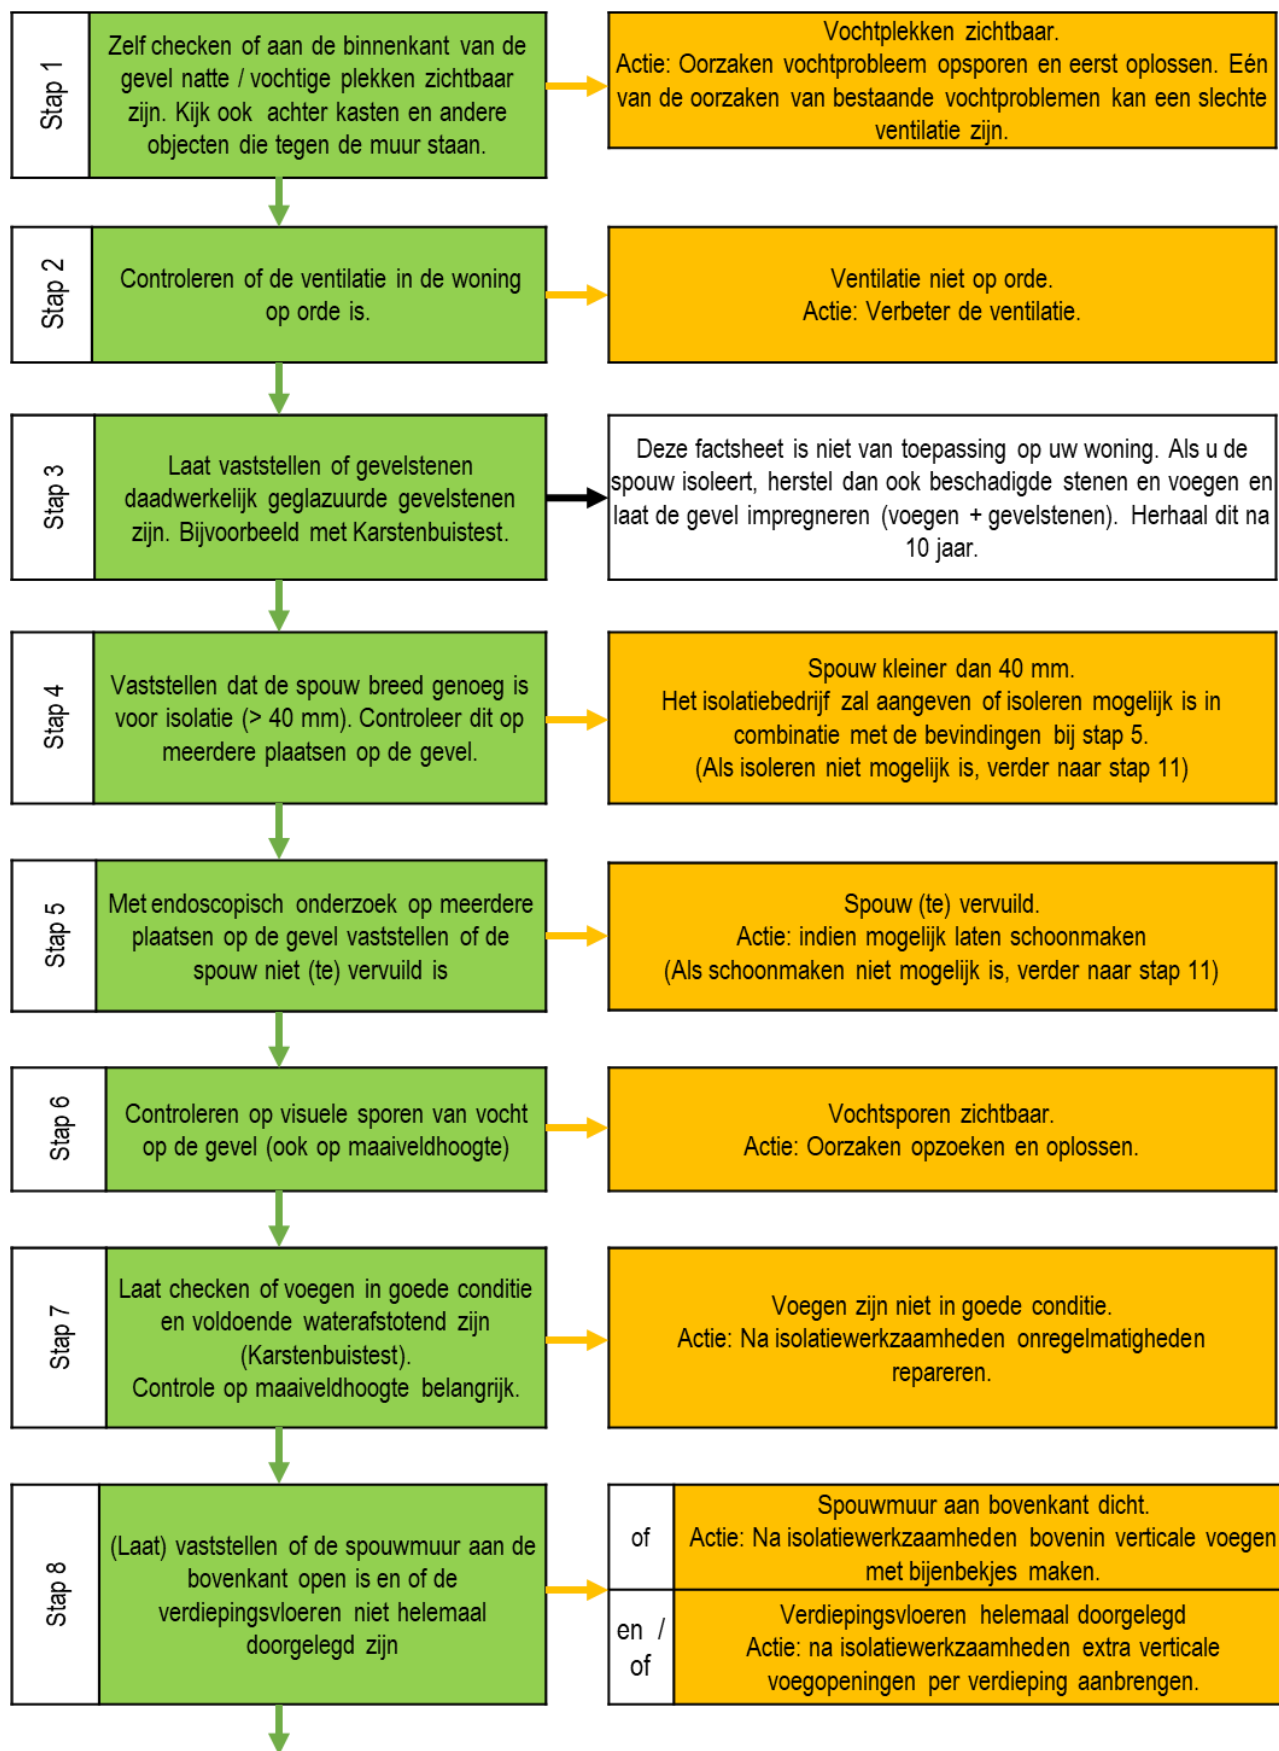 Stap 1
Zelf checken of aan de binnenkant van de
gevel natte / vochtige plekken zichtbaar
zijn. Kijk ook achter kasten en andere
objecten die tegen de muur staan.
Vochtplekken zichtbaar.
Actie: Oorzaken vochtprobleem opsporen en eerst oplossen. Eén
van de oorzaken van bestaande vochtproblemen kan een slechte
ventilatie zijn.
Stap 2
Controleren of de ventilatie in de woning
op orde is.
Ventilatie niet op orde.
Actie: Verbeter de ventilatie.
Stap 3
Laat vaststellen of gevelstenen
daadwerkelijk geglazuurde gevelstenen
zijn. Bijvoorbeeld met Karstenbuistest.
Deze factsheet is niet van toepassing op uw woning. Als u de
spouw isoleert, herstel dan ook beschadigde stenen en voegen en
laat de gevel impregneren (voegen + gevelstenen). Herhaal dit na
10 jaar.
Stap 4
Vaststellen dat de spouw breed genoeg is
voor isolatie (> 40 mm). Controleer dit op
meerdere plaatsen op de gevel.
Spouw kleiner dan 40 mm.
Het isolatiebedrijf zal aangeven of isoleren mogelijk is in
combinatie met de bevindingen bij stap 5.
(Als isoleren niet mogelijk is, verder naar stap 11)
Stap 5
Met endoscopisch onderzoek op meerdere
plaatsen op de gevel vaststellen of de
spouw niet (te) vervuild is
Spouw (te) vervuild.
Actie: indien mogelijk laten schoonmaken
(Als schoonmaken niet mogelijk is, verder naar stap 11)
Stap 6
Controleren op visuele sporen van vocht
op de gevel (ook op maaiveldhoogte)
Vochtsporen zichtbaar.
Actie: Oorzaken opzoeken en oplossen.
Stap 7
Laat checken of voegen in goede conditie
en voldoende waterafstotend zijn
(Karstenbuistest).
Controle op maaiveldhoogte belangrijk.
Voegen zijn niet in goede conditie.
Actie: Na isolatiewerkzaamheden onregelmatigheden
repareren.
Stap 8
(Laat) vaststellen of de spouwmuur aan de
bovenkant open is en of de
verdiepingsvloeren niet helemaal
doorgelegd zijn
of
Spouwmuur aan bovenkant dicht.
Actie: Na isolatiewerkzaamheden bovenin verticale voegen
met bijenbekjes maken.
en /
of
Verdiepingsvloeren helemaal doorgelegd
Actie: na isolatiewerkzaamheden extra verticale
voegopeningen per verdieping aanbrengen.